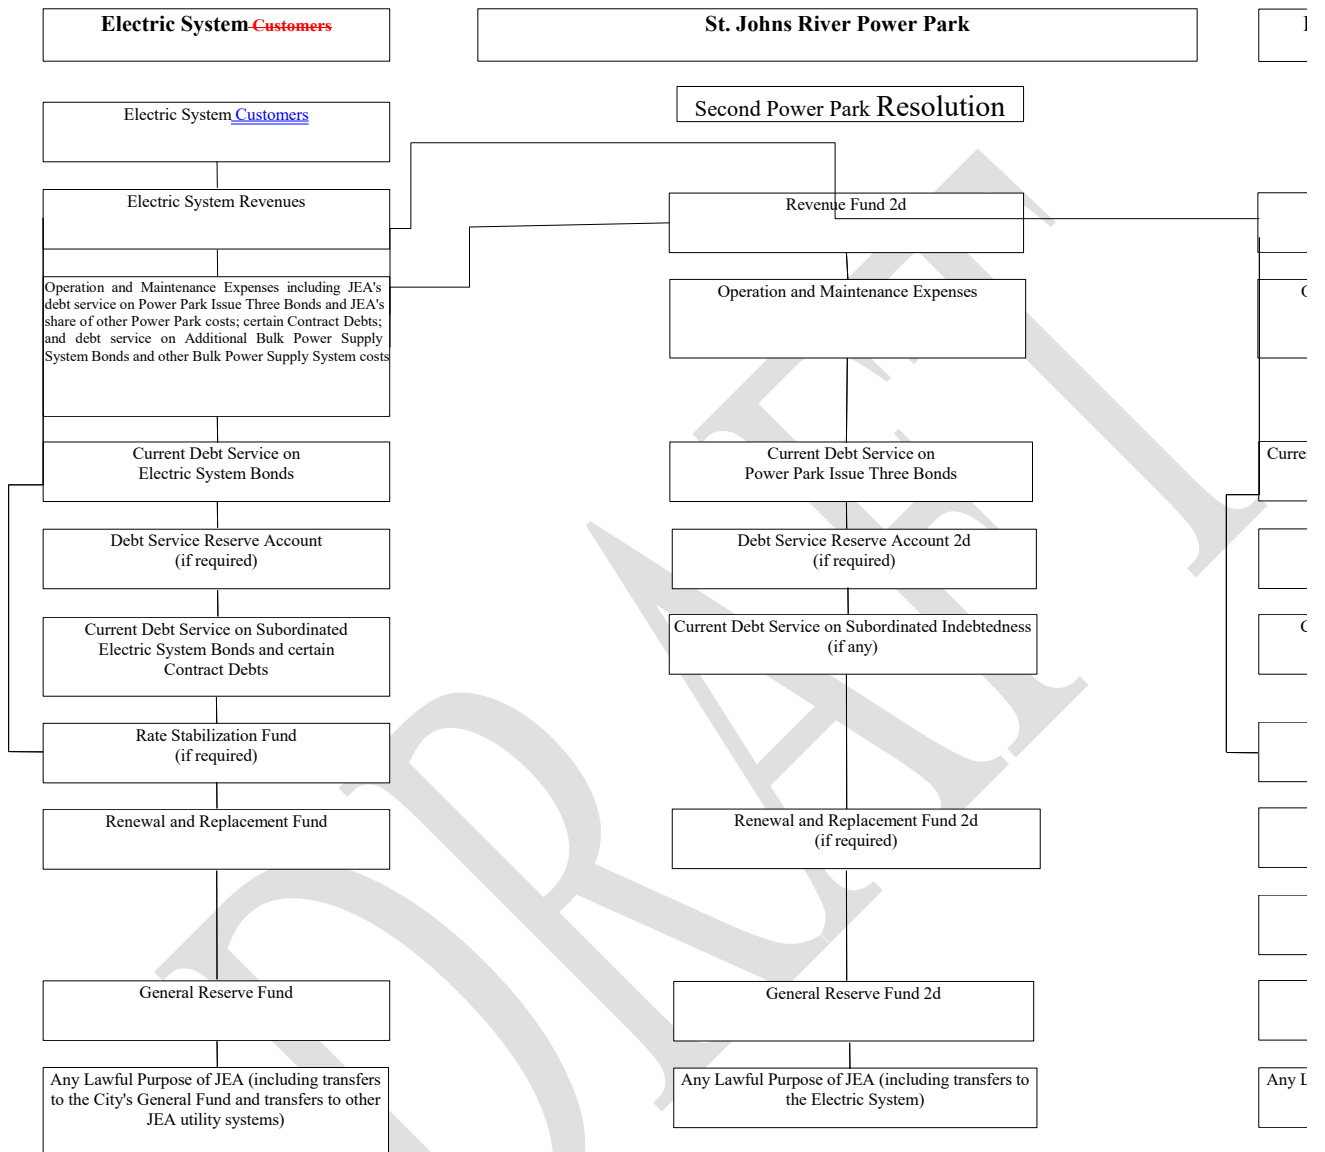 Electric System Customers
St. Johns River Power Park
Electric System Customers
Second Power Park Resolution
Electric System Revenues
Revenue Fund 2d
Operation and Maintenance Expenses including JEA's
debt service on Power Park Issue Three Bonds and JEA's
share of other Power Park costs; certain Contract Debts;
and debt service on Additional Bulk Power Supply
System Bonds and other Bulk Power Supply System costs
Operation and Maintenance Expenses
Current Debt Service on
Electric System Bonds
Current Debt Service on
Power Park Issue Three Bonds
Curre
Debt Service Reserve Account
(if required)
Debt Service Reserve Account 2d
(if required)
Current Debt Service on Subordinated
Electric System Bonds and certain
Contract Debts
Current Debt Service on Subordinated Indebtedness
(if any)
Rate Stabilization Fund
(if required)
Renewal and Replacement Fund
Renewal and Replacement Fund 2d
(if required)
General Reserve Fund
General Reserve Fund 2d
Any Lawful Purpose of JEA (including transfers
to the City's General Fund and transfers to other
JEA utility systems)
Any Lawful Purpose of JEA (including transfers to
the Electric System)
Any L
DRAFT